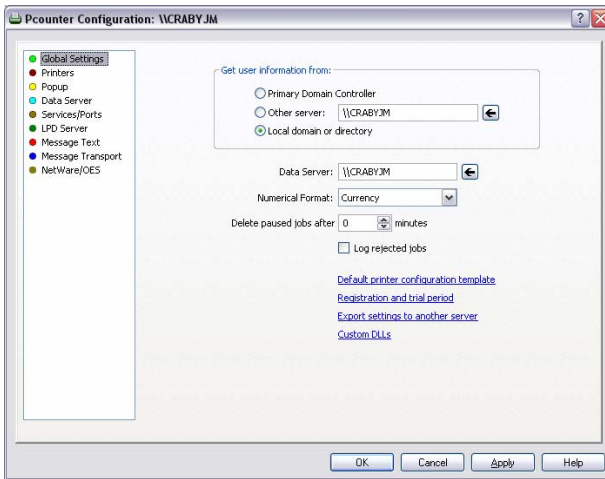 Pcounter Configuration: \\CRABYJM
Global Settings
Printers
Popup
Data Server
Services/Ports
LPD Server
Message Text
Message Transport
NetWare/OES
Get user information from:
Primary Domain Controller
Other server: \\CRABYJM
Local domain or directory
Data Server: \\CRABYJM
Numerical Format: Currency
Delete paused jobs after 0 minutes
Log rejected jobs
Default printer configuration template
Registration and trial period
Export settings to another server
Custom DLLs
OK Cancel Apply Help